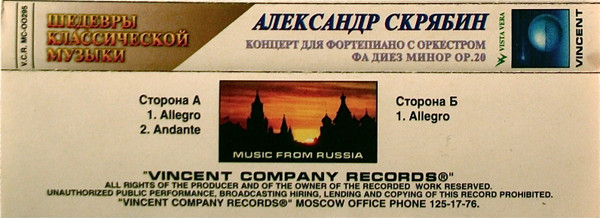 V.C.R. MC-00295
ШЕДЕВРЫ
КЛАССИЧЕСКОЙ
МУЗЫКИ
АЛЕКСАНДР СКРЯБИН
КОНЦЕРТ ДЛЯ ФОРТЕПИАНО С ОРКЕСТРОМ
ФА ДИЕЗ МИНОР ОР.20
VISTA VERA
VINCENT
Сторона А
1. Allegro
2. Andante
Сторона Б
1. Allegro
MUSIC FROM RUSSIA
"VINCENT COMPANY RECORDS®"
ALL RIGHTS OF THE PRODUCER AND OF THE OWNER OF THE RECORDED WORK RESERVED.
UNAUTHORIZED PUBLIC PERFORMANCE, BROADCASTING HIRING, LENDING AND COPYING OF THIS RECORD PROHIBITED.
"VINCENT COMPANY RECORDS®" MOSCOW OFFICE PHONE 125-17-76.